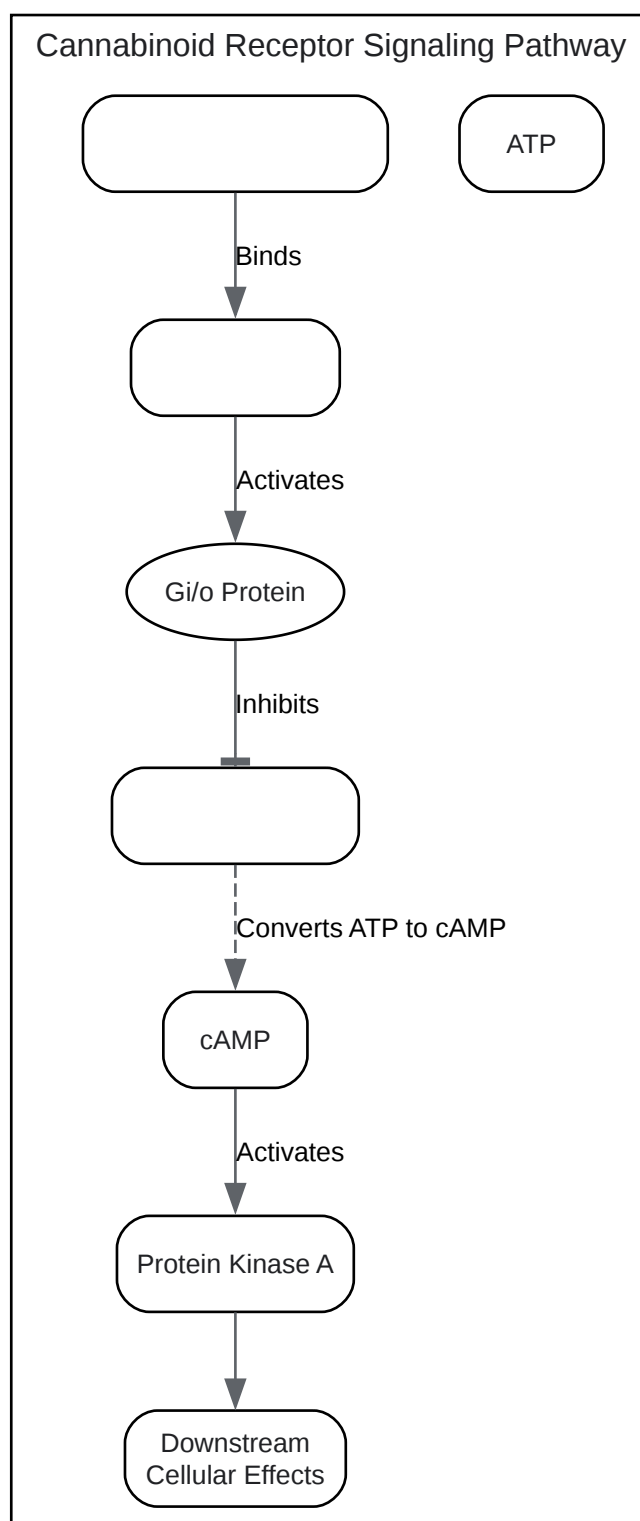 Cannabinoid Receptor Signaling Pathway
ATP
Binds
Activates
Gi/o Protein
Inhibits
Converts ATP to cAMP
cAMP
Activates
Protein Kinase A
Downstream
Cellular Effects